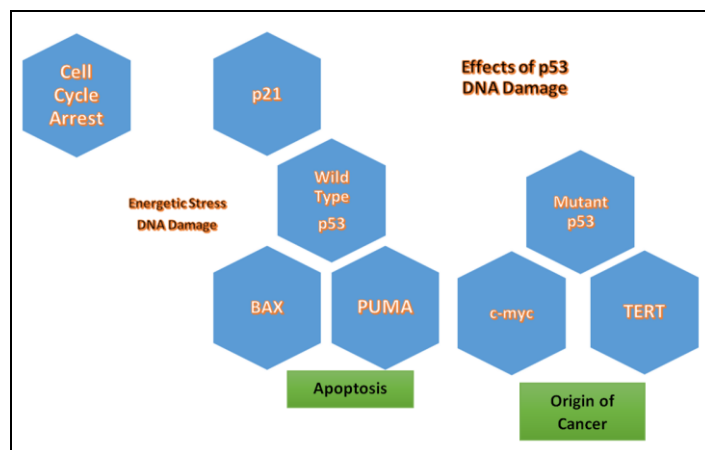 Cell
Cycle
Arrest
p21
Effects of p53
DNA Damage
Wild
Type
p53
Energetic Stress
DNA Damage
Mutant
p53
BAX
PUMA
c-myc
TERT
Apoptosis
Origin of
Cancer